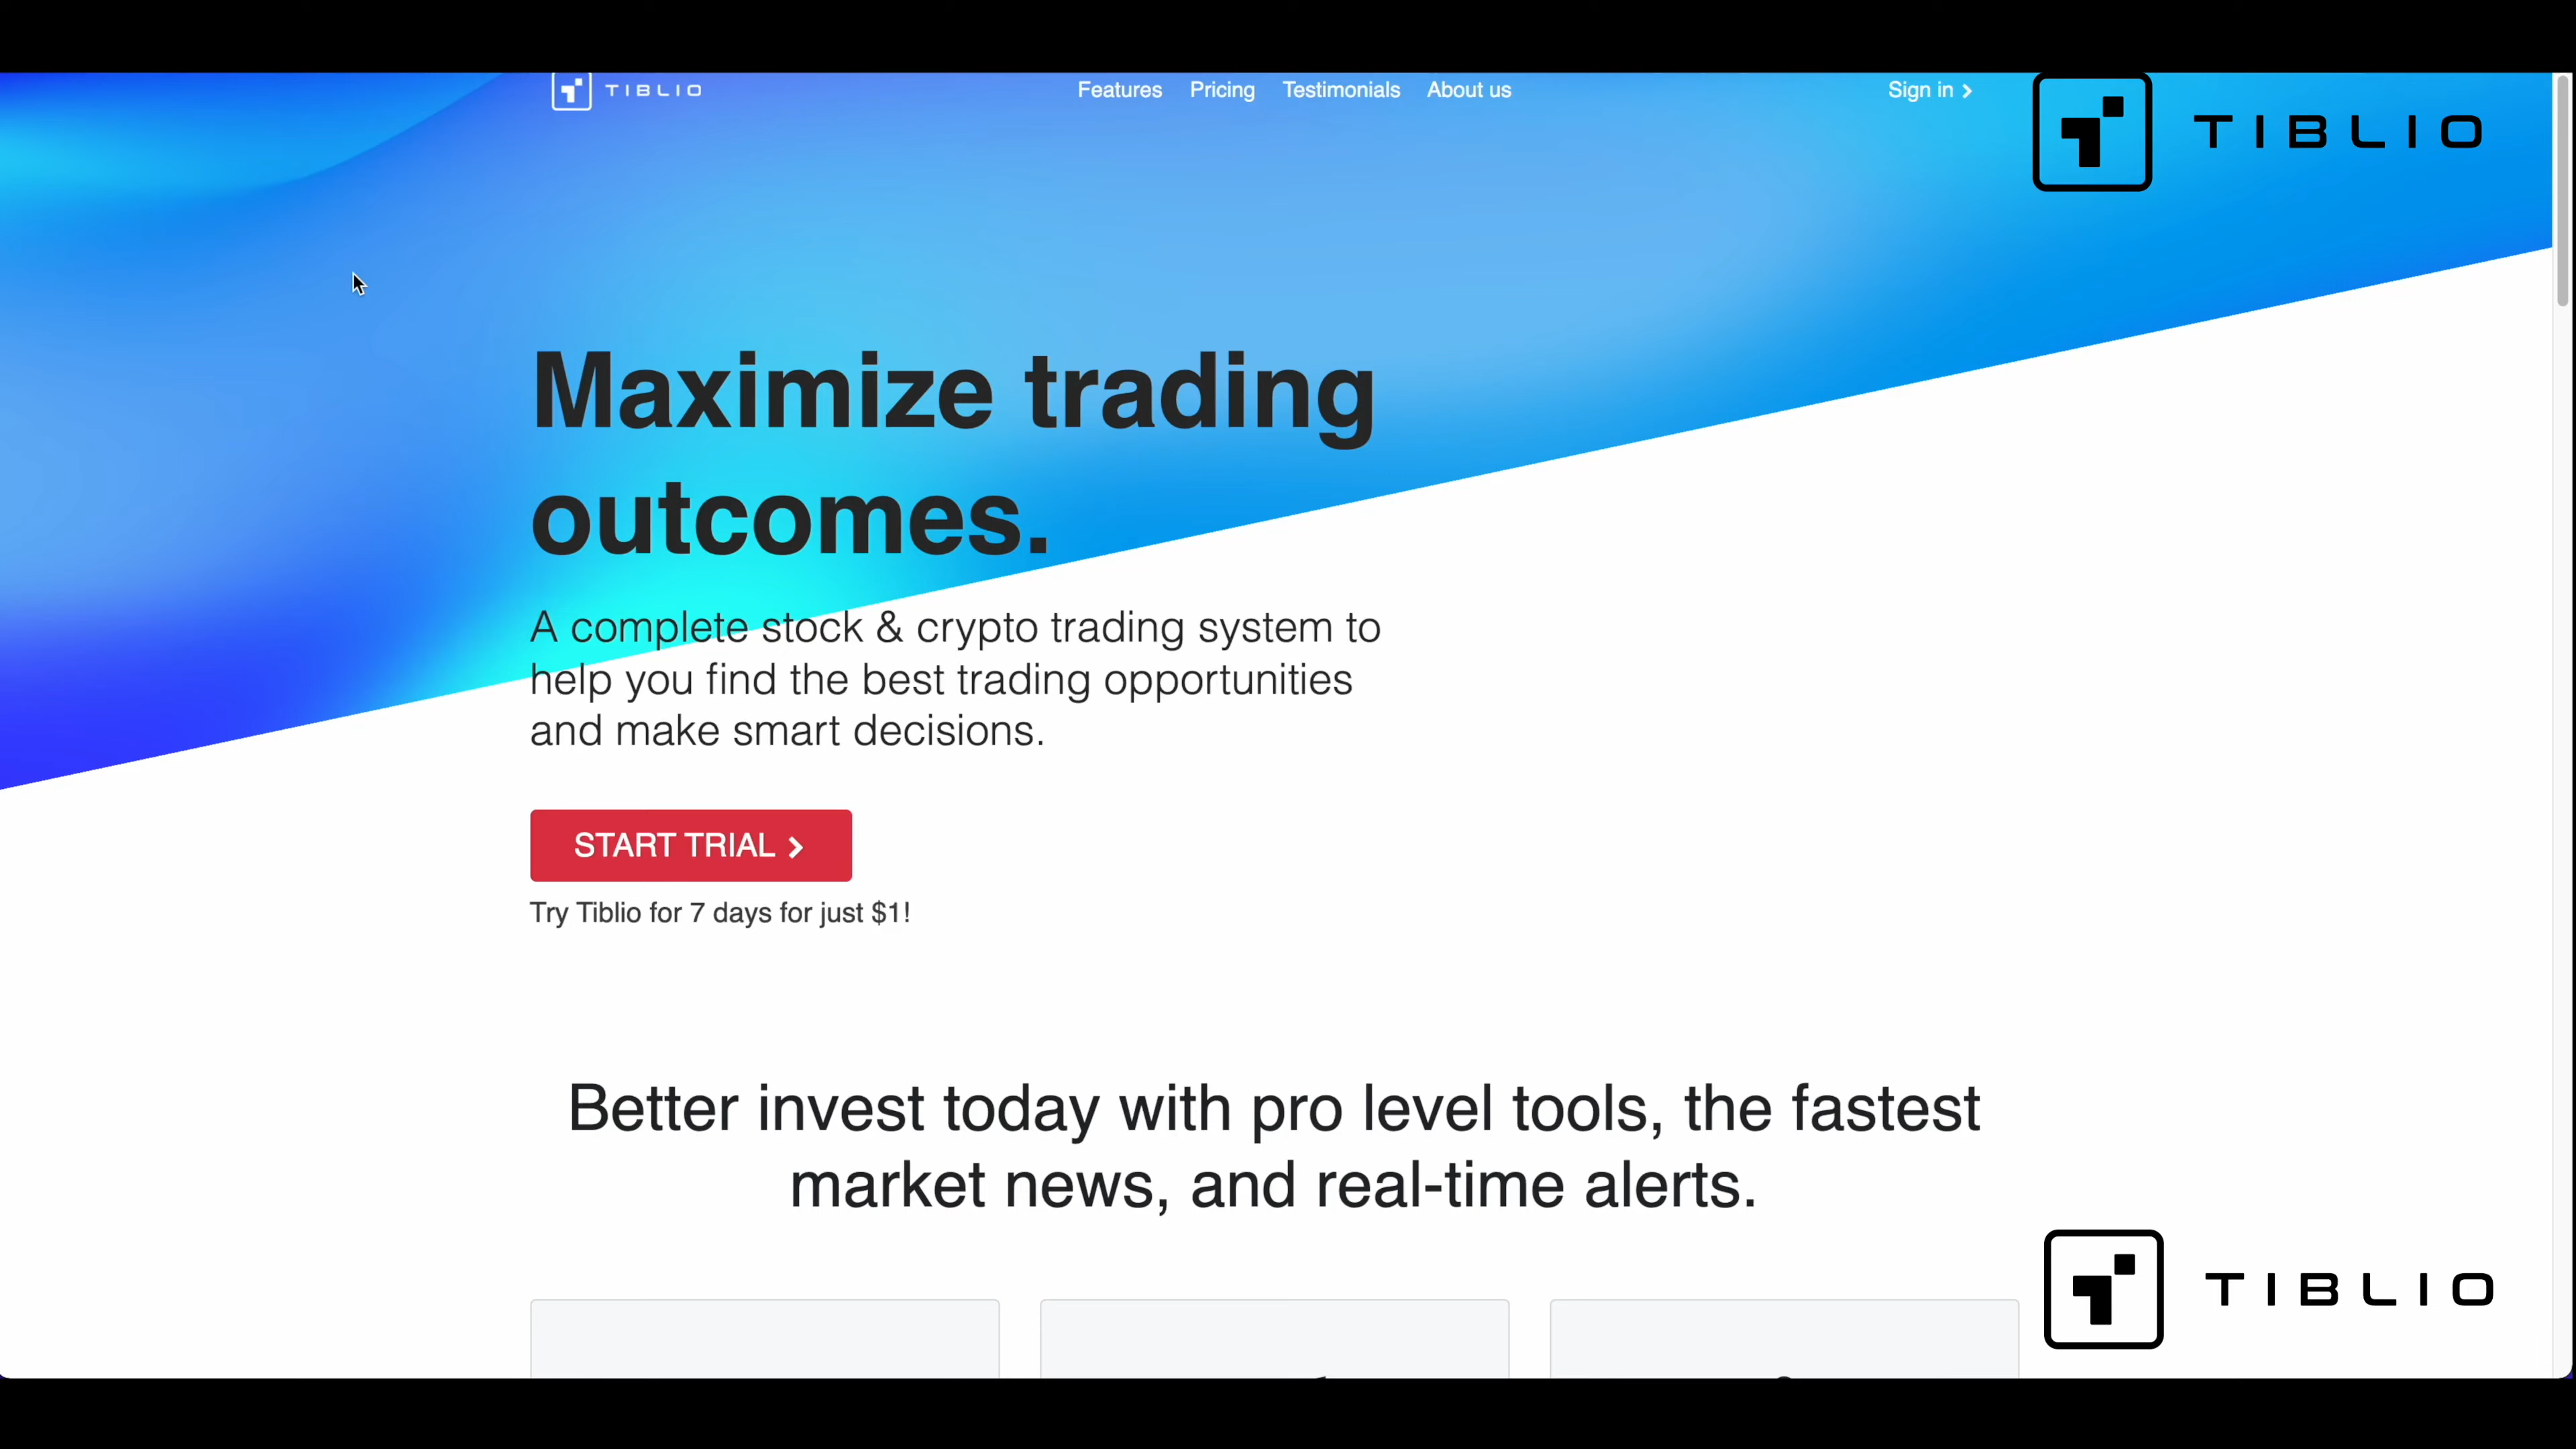 TIBLIO
Features Pricing Testimonials About us
Sign in
TIBLIO
Maximize trading
outcomes.
A complete stock & crypto trading system to
help you find the best trading opportunities
and make smart decisions.
START TRIAL
Try Tiblio for 7 days for just $1!
Better invest today with pro level tools, the fastest
market news, and real-time alerts.
TIBLIO